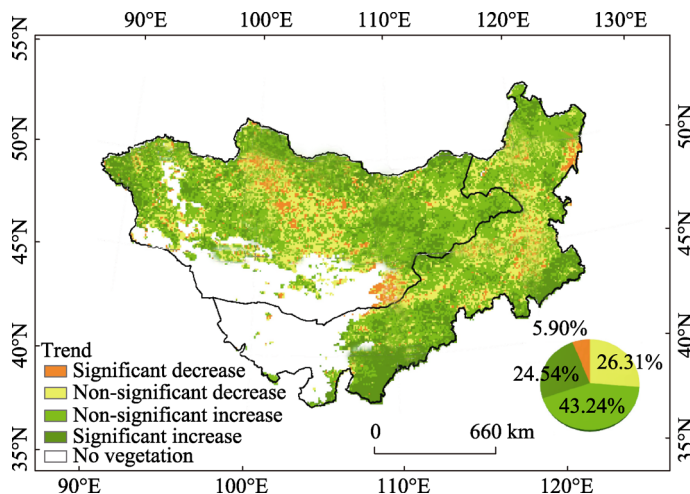 90°E 100°E 110°E 120°E 130°E
55°N
50°N 50°N
45°N 45°N
40°N 40°N
35°N 35°N
Trend
Significant decrease
Non-significant decrease
Non-significant increase
Significant increase
No vegetation
5.90%
26.31%
24.54%
43.24%
0 660 km
90°E 100°E 110°E 120°E